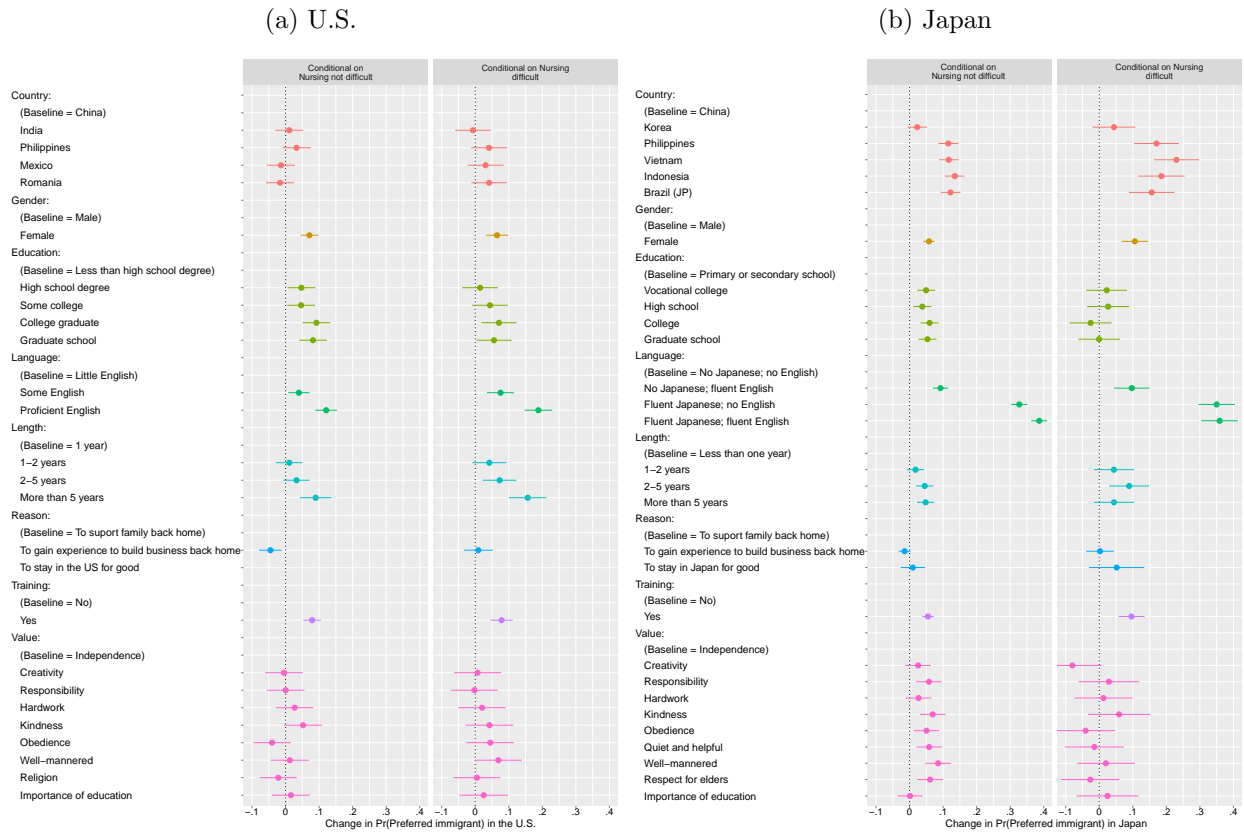 (a) U.S.
Conditional on
Nursing not difficult
Conditional on Nursing
difficult
Country:
(Baseline = China)
India
Philippines
Mexico
Romania
Gender:
(Baseline = Male)
Female
Education:
(Baseline = Less than high school degree)
High school degree
Some college
College graduate
Graduate school
Language:
(Baseline = Little English)
Some English
Proficient English
Length:
(Baseline = 1 year)
1−2 years
2−5 years
More than 5 years
Reason:
(Baseline = To suport family back home)
To gain experience to build business back home
To stay in the US for good
Training:
(Baseline = No)
Yes
Value:
(Baseline = Independence)
Creativity
Responsibility
Hardwork
Kindness
Obedience
Well−mannered
Religion
Importance of education
−.1 0 .1 .2 .3 .4 −.1 0 .1 .2 .3 .4
Change in Pr(Preferred immigrant) in the U.S.
(b) Japan
Conditional on
Nursing not difficult
Conditional on Nursing
difficult
Country:
(Baseline = China)
Korea
Philippines
Vietnam
Indonesia
Brazil (JP)
Gender:
(Baseline = Male)
Female
Education:
(Baseline = Primary or secondary school)
Vocational college
High school
College
Graduate school
Language:
(Baseline = No Japanese; no English)
No Japanese; fluent English
Fluent Japanese; no English
Fluent Japanese; fluent English
Length:
(Baseline = Less than one year)
1−2 years
2−5 years
More than 5 years
Reason:
(Baseline = To suport family back home)
To gain experience to build business back home
To stay in Japan for good
Training:
(Baseline = No)
Yes
Value:
(Baseline = Independence)
Creativity
Responsibility
Hardwork
Kindness
Obedience
Quiet and helpful
Well−mannered
Respect for elders
Importance of education
−.1 0 .1 .2 .3 .4 −.1 0 .1 .2 .3 .4
Change in Pr(Preferred immigrant) in Japan